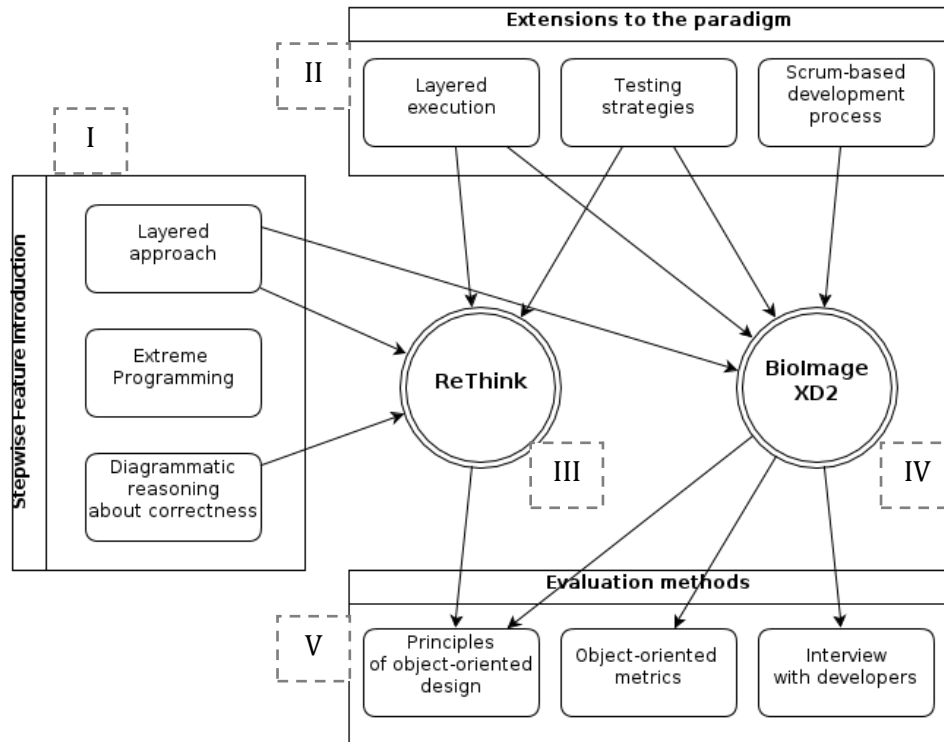 Extensions to the paradigm
II
Layered
execution
Testing
strategies
Scrum-based
development
process
I
Stepwise Feature Introduction
Layered
approach
Extreme
Programming
Diagrammatic
reasoning
about correctness
ReThink
III
BioImage
XD2
IV
Evaluation methods
V
Principles
of object-oriented
design
Object-oriented
metrics
Interview
with developers